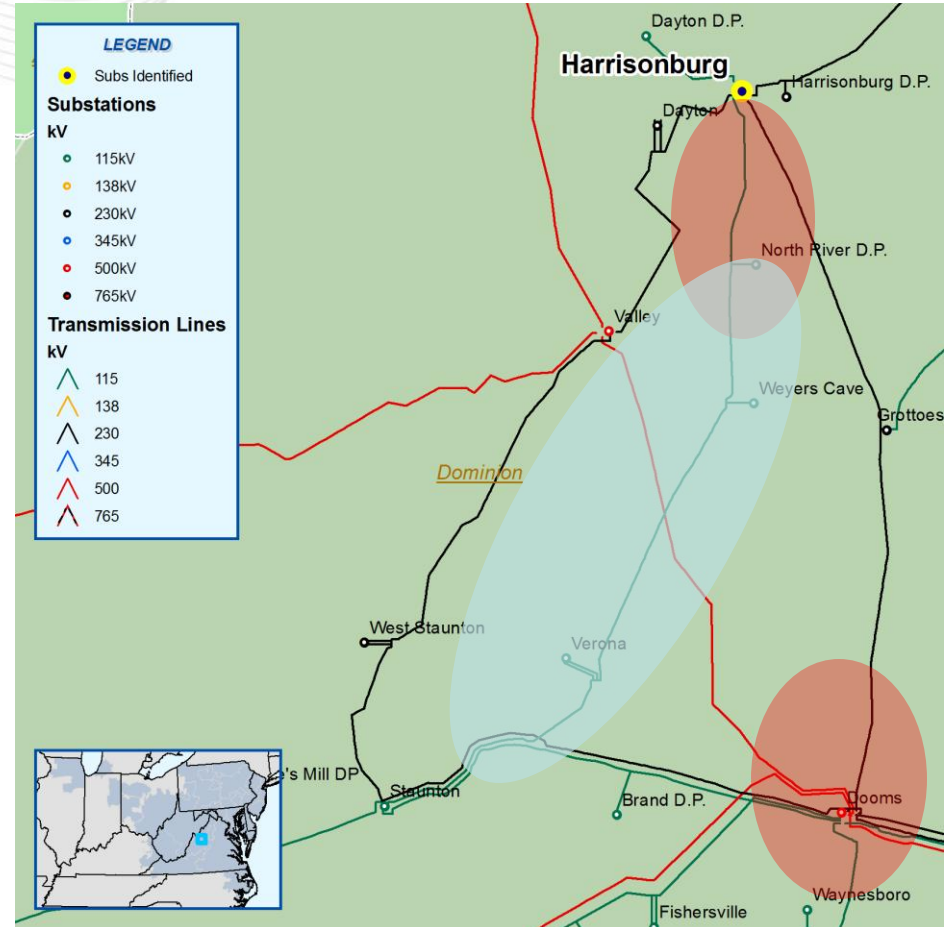 LEGEND
Subs Identified
Substations
kV
115kV
138kV
230kV
345kV
500kV
765kV
Transmission Lines
kV
115
138
230
345
500
765
Dayton D.P.
Harrisonburg
Harrisonburg D.P.
Dayton
North River D.P.
Valley
Weyers Cave
Grottoes
Dominion
West Staunton
Verona
e's Mill DP
Staunton
Brand D.P.
Dooms
Waynesboro
Fishersville